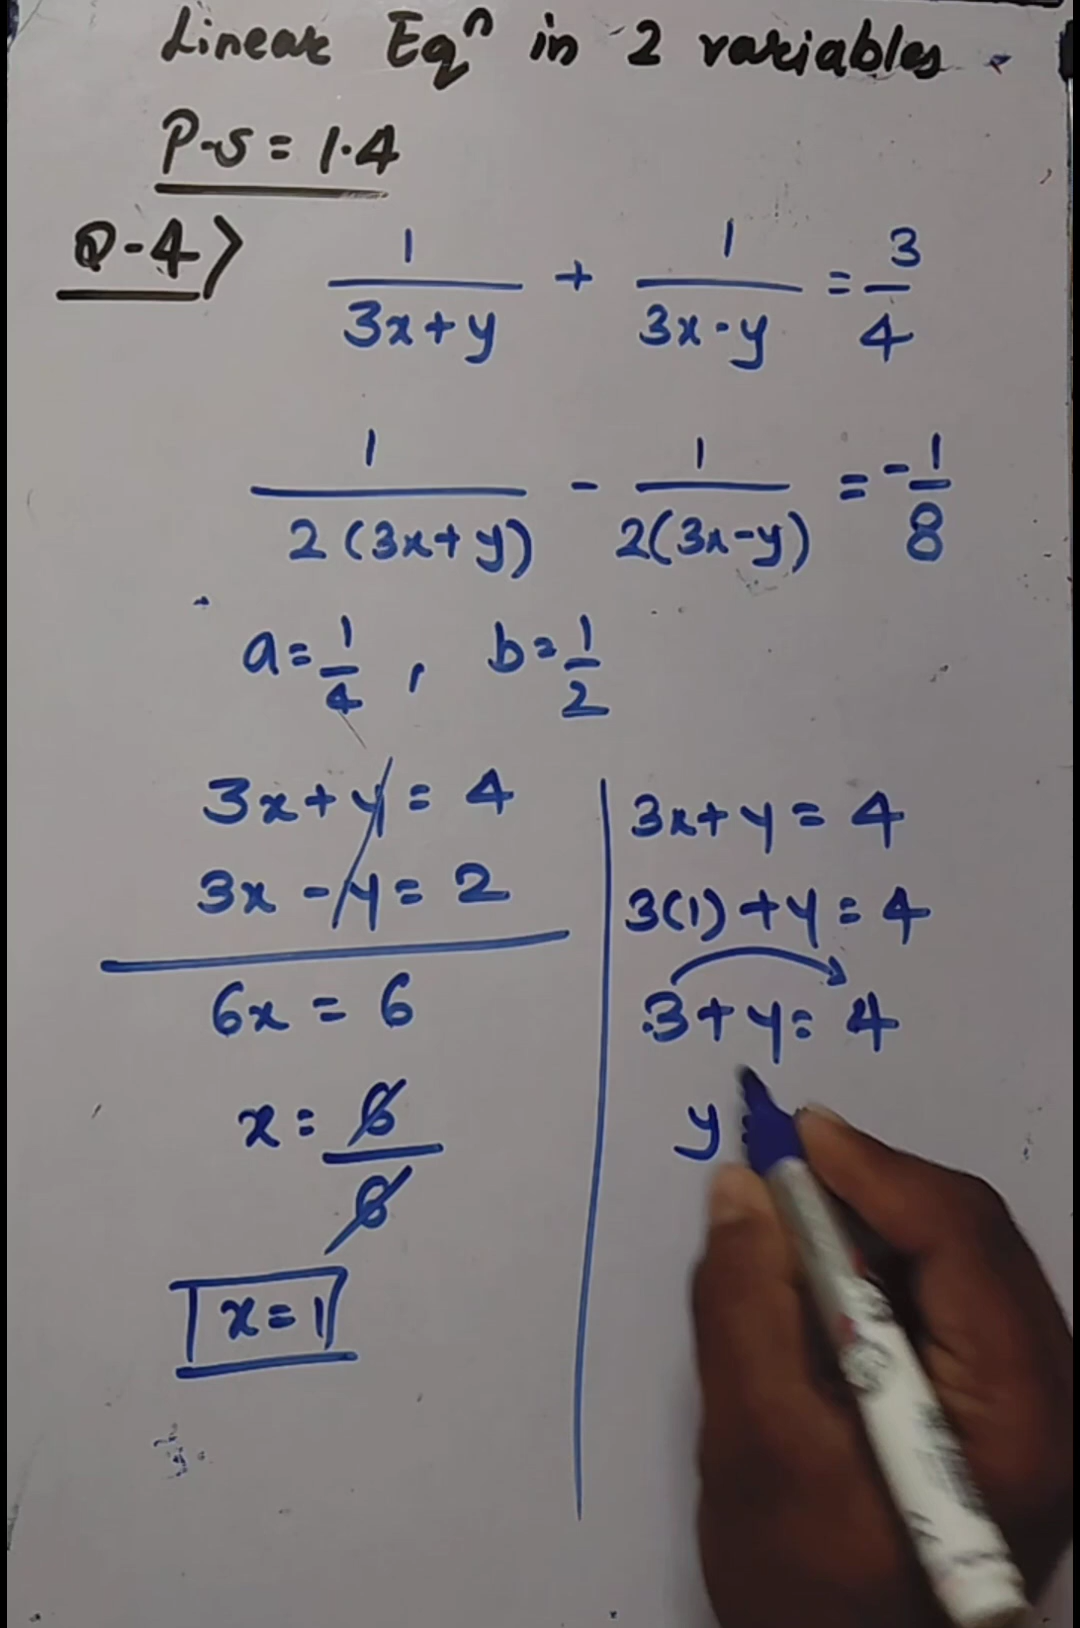 Linear Eqⁿ in 2 variables
P-S = 1.4
Q-4) 1/(3x+y) + 1/(3x-y) = 3/4
1/(2(3x+y)) - 1/(2(3x-y)) = -1/8
a = 1/4 , b = 1/2
3x + y = 4
3x - y = 2
6x = 6
x = 6/6
x = 1
3x + y = 4
3(1) + y = 4
3 + y = 4
y